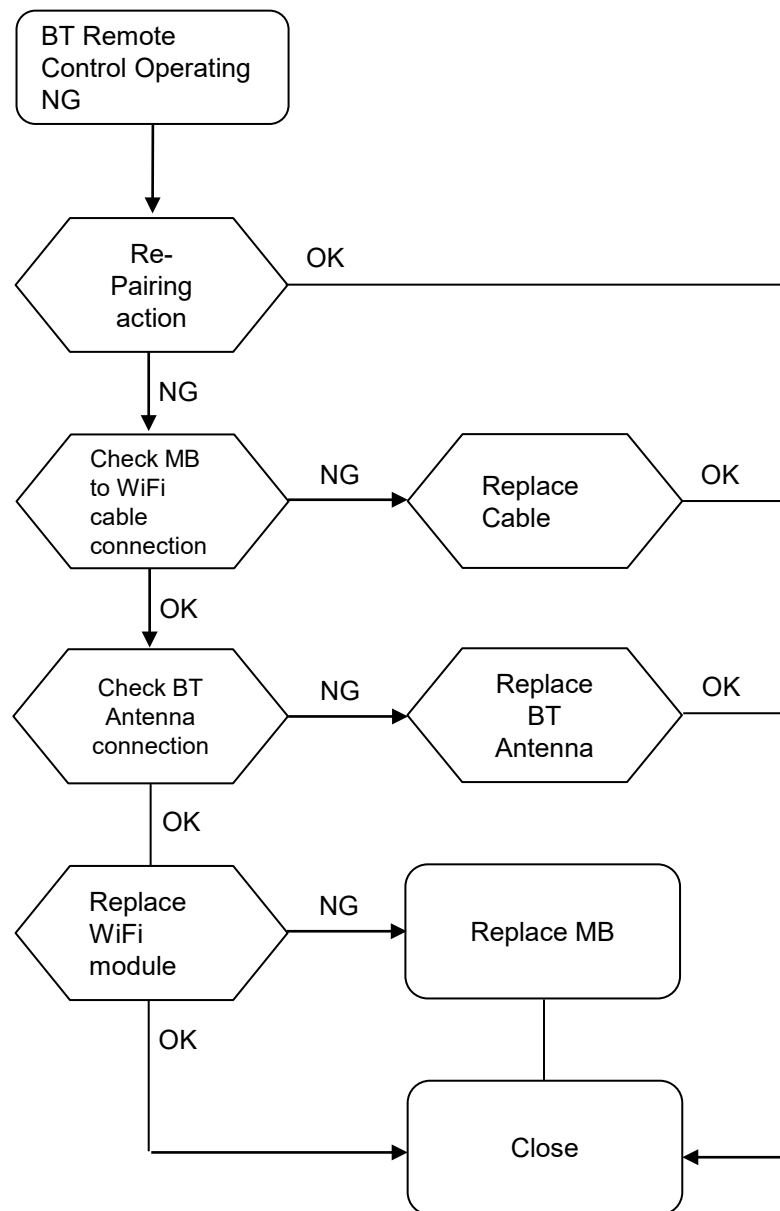 BT Remote
Control Operating
NG
Re-
Pairing
action
OK
NG
Check MB
to WiFi
cable
connection
NG
Replace
Cable
OK
OK
Check BT
Antenna
connection
NG
Replace
BT
Antenna
OK
OK
Replace
WiFi
module
NG
Replace MB
OK
Close